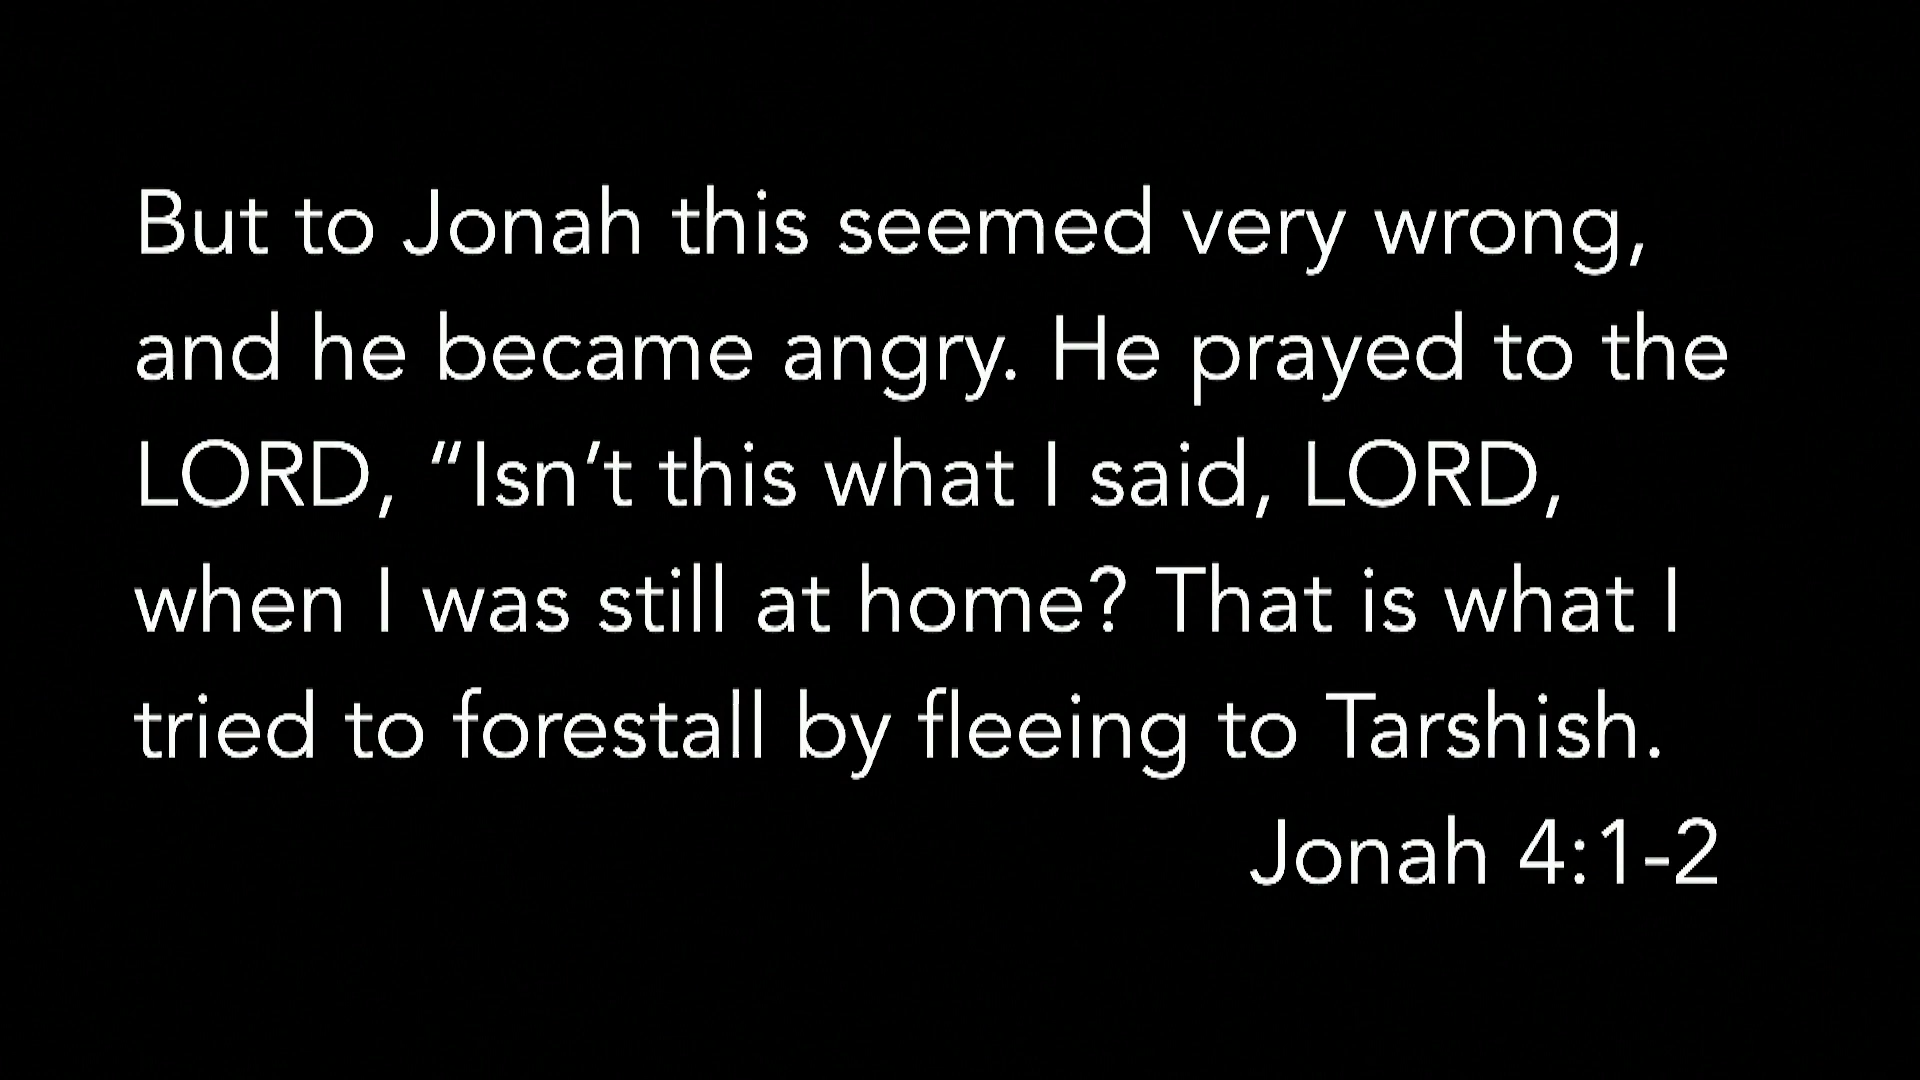 But to Jonah this seemed very wrong,
and he became angry. He prayed to the
LORD, “Isn’t this what I said, LORD,
when I was still at home? That is what I
tried to forestall by fleeing to Tarshish.
Jonah 4:1-2